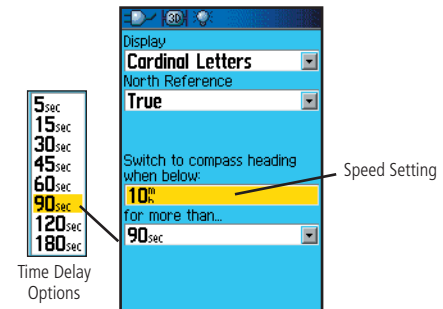 3D
Display
Cardinal Letters
North Reference
True
Switch to compass heading
when below:
10 mh
for more than...
90sec
Speed Setting
5sec
15sec
30sec
45sec
60sec
90sec
120sec
180sec
Time Delay
Options